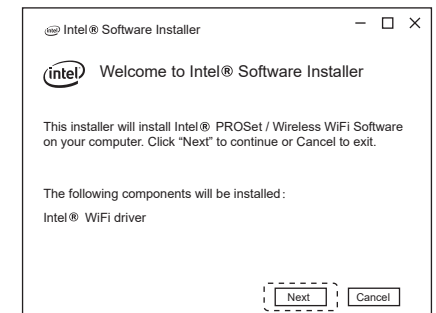 intel Intel® Software Installer
intel Welcome to Intel® Software Installer
This installer will install Intel® PROSet / Wireless WiFi Software
on your computer. Click “Next” to continue or Cancel to exit.
The following components will be installed:
Intel® WiFi driver
Next Cancel